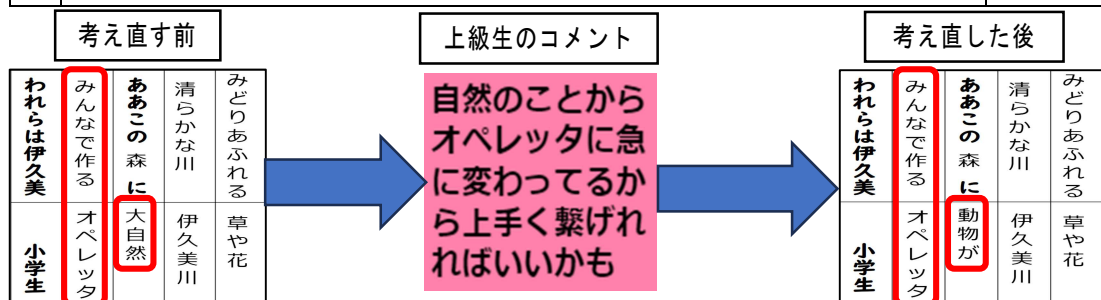 考え直す前
みどりあふれる 草や花
清らかな川 伊久美川
ああこの 森 に 大自然
みんなで作る オペレッタ
われらは伊久美 小学生
上級生のコメント
自然のことから
オペレッタに急
に変わってるか
ら上手く繋げれ
ればいいかも
考え直した後
みどりあふれる 草や花
清らかな川 伊久美川
ああこの 森 に 動物が
みんなで作る オペレッタ
われらは伊久美 小学生